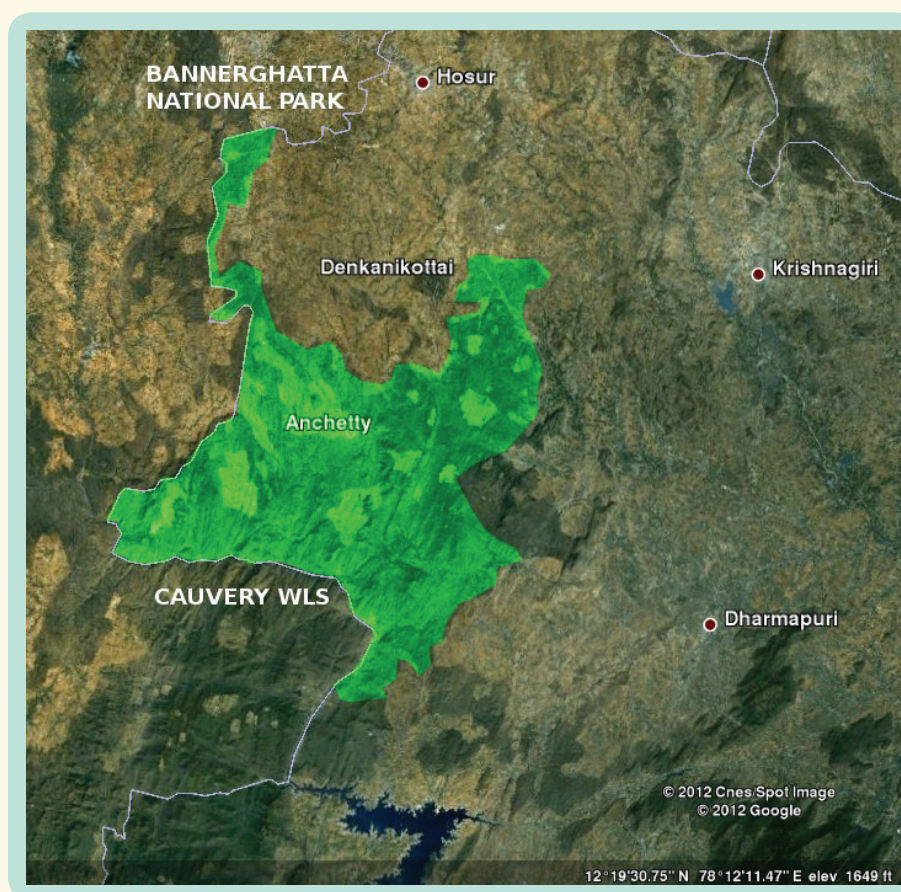 BANNERGHATTA
NATIONAL PARK
Hosur
Denkanikottai
Krishnagiri
Anchetty
CAUVERY WLS
Dharmapuri
© 2012 Cnes/Spot Image
© 2012 Google
12°19'30.75" N 78°12'11.47" E elev 1649 ft